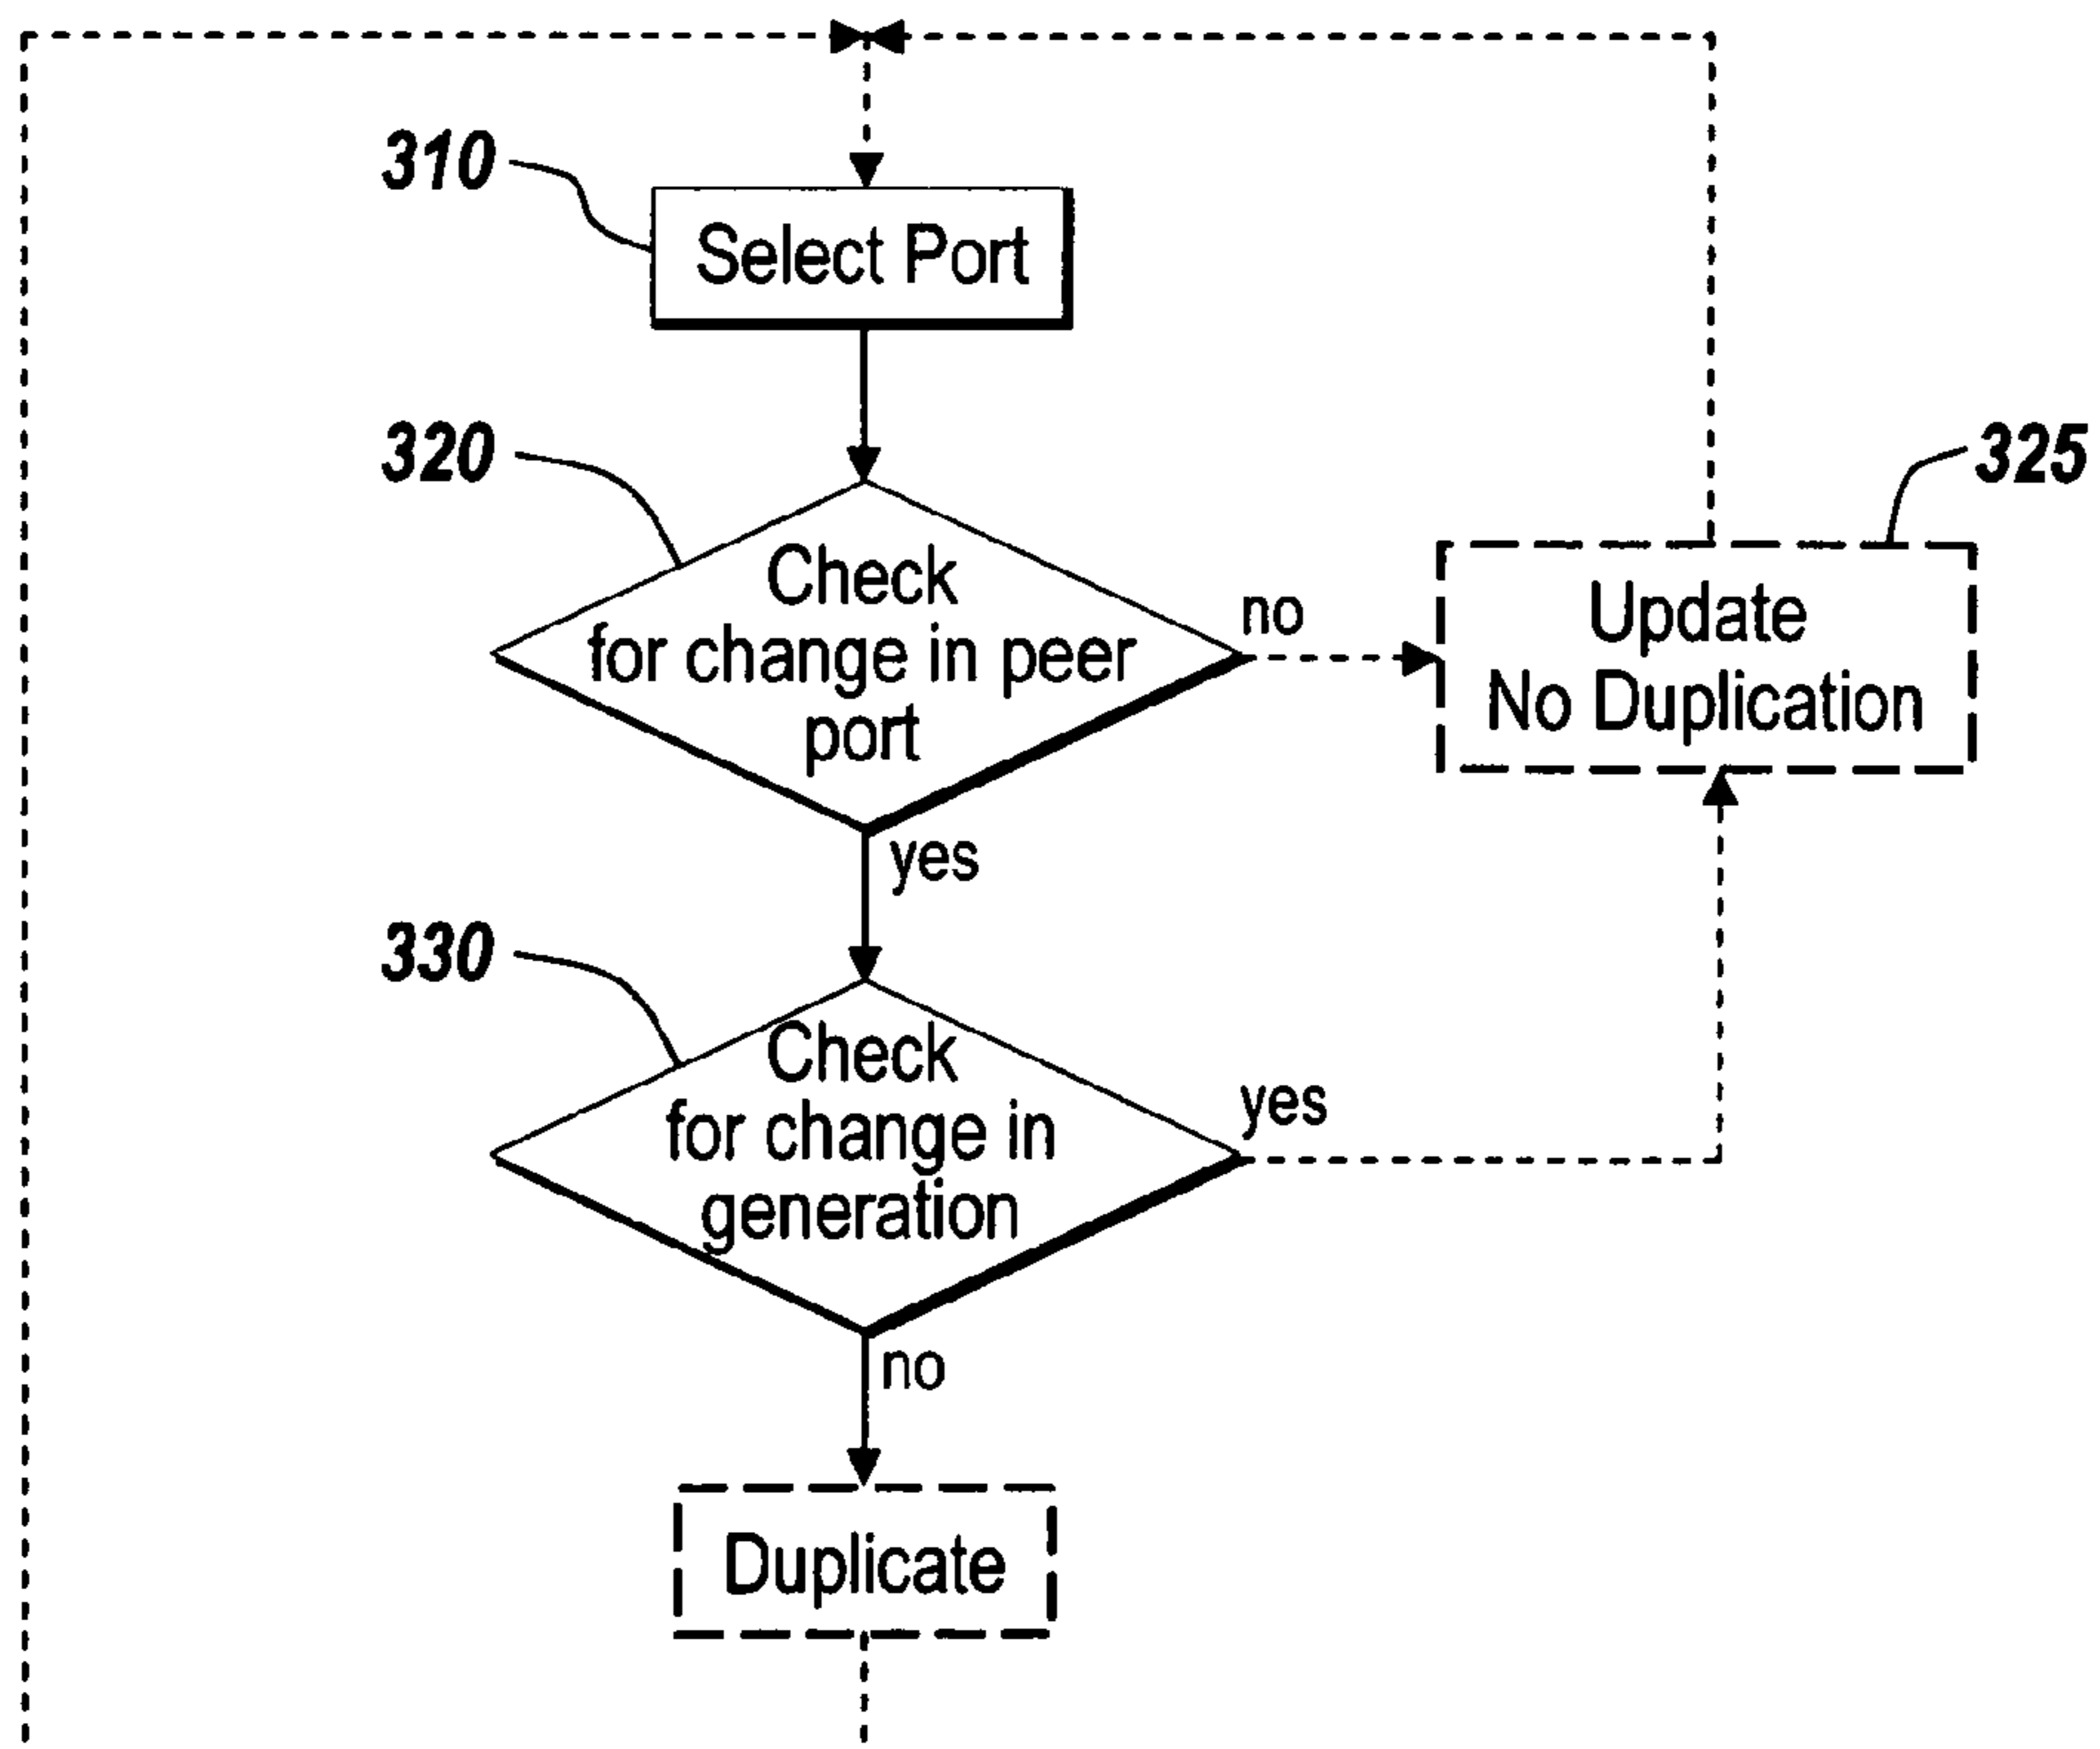 310
Select Port
320
Check
for change in peer
port
no
325
Update
No Duplication
yes
330
Check
for change in
generation
yes
no
Duplicate